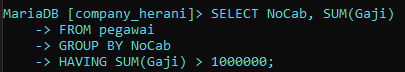 MariaDB [company_herani]> SELECT NoCab, SUM(Gaji)
-> FROM pegawai
-> GROUP BY NoCab
-> HAVING SUM(Gaji) > 1000000;